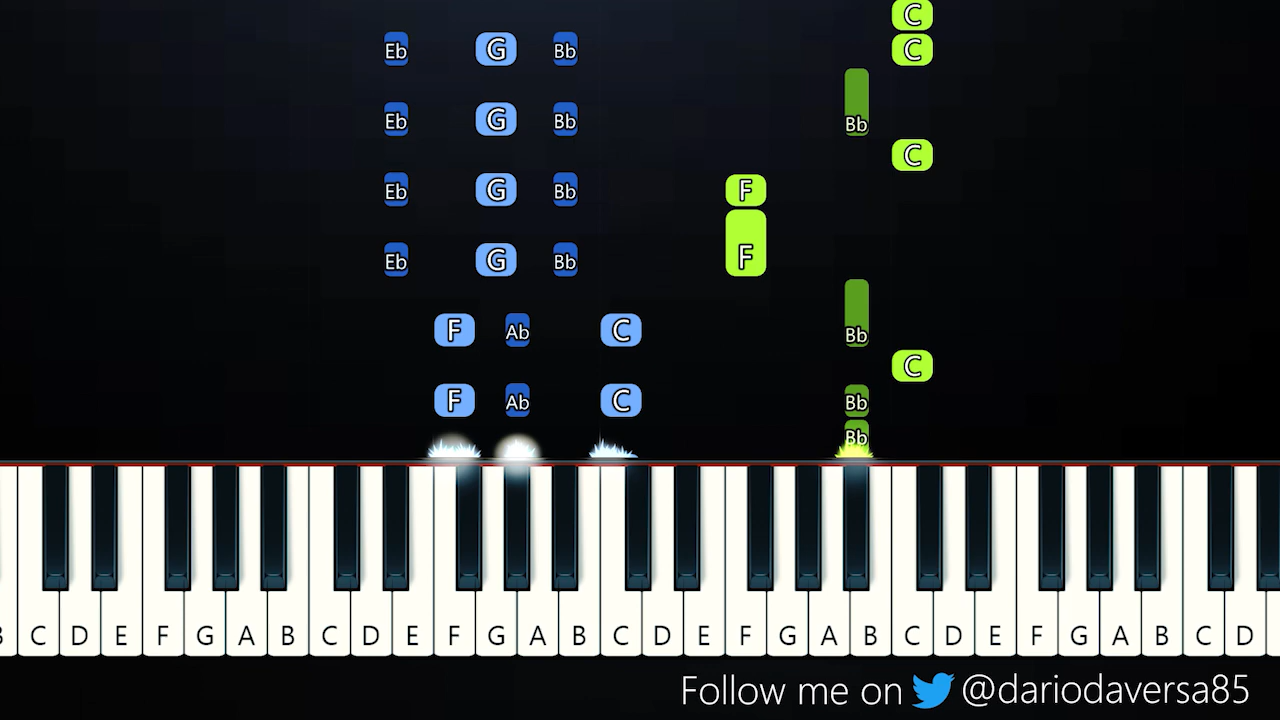 C
Eb G Bb C
Bb
Eb G Bb
C
Eb G Bb F
F
Eb G Bb
F Ab C Bb
C
F Ab C Bb
Bb
B C D E F G A B C D E F G A B C D E F G A B C D E F G A B C D
Follow me on @dariodaversa85